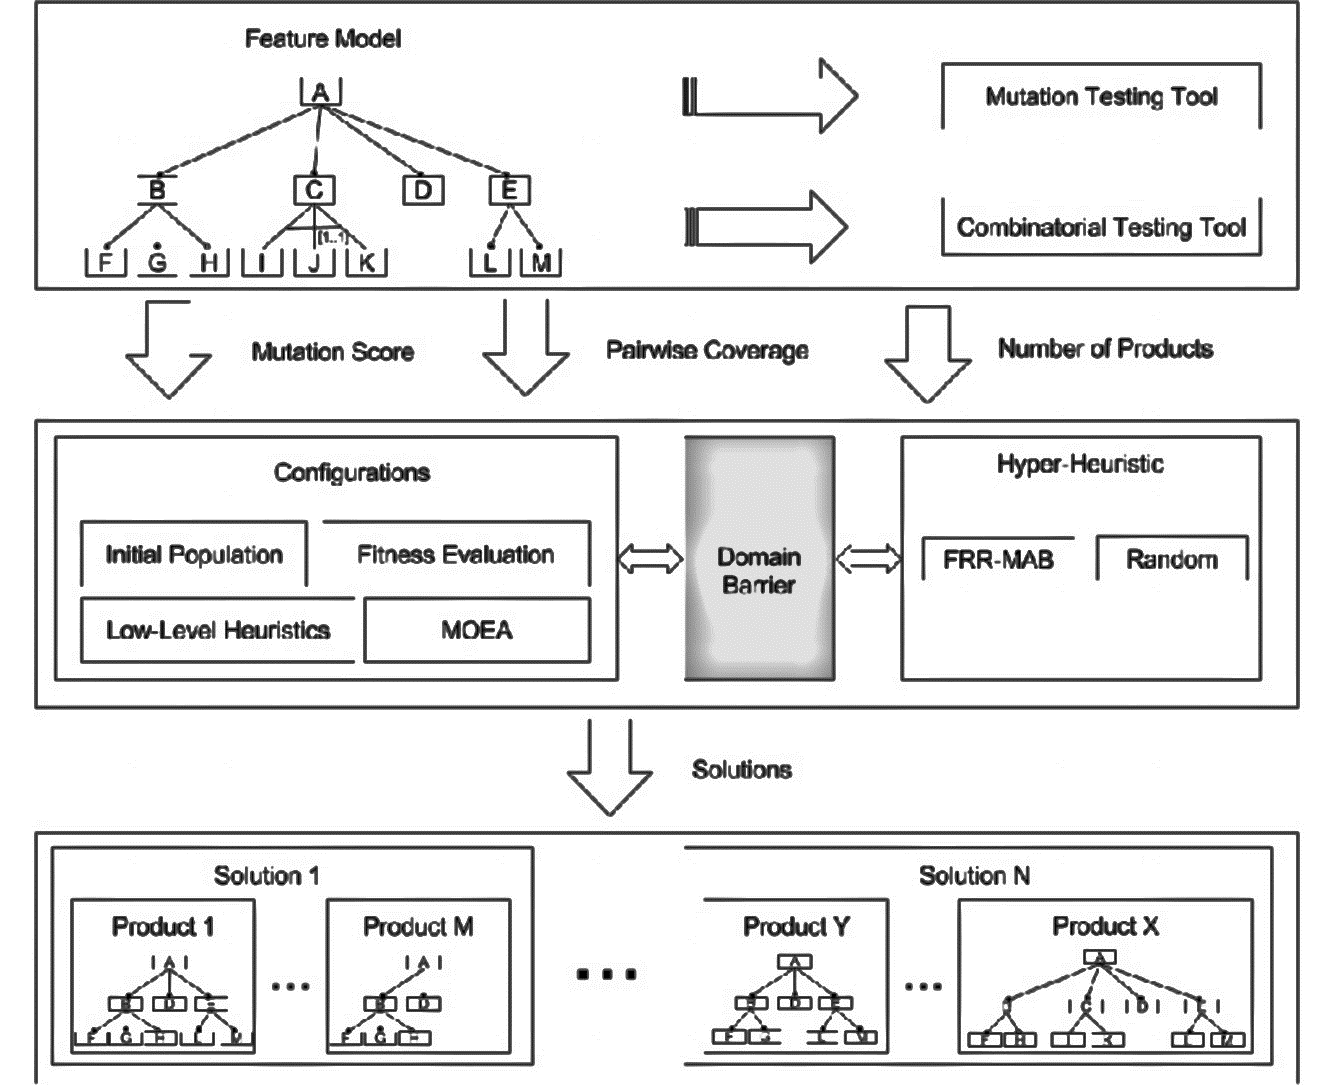 Feature Model
A
B C D E
[1..1]
F G H I J K L M
Mutation Testing Tool
Combinatorial Testing Tool
Mutation Score
Pairwise Coverage
Number of Products
Configurations
Initial Population
Fitness Evaluation
Low-Level Heuristics
MOEA
Domain
Barrier
Hyper-Heuristic
FRR-MAB
Random
Solutions
Solution 1
Product 1
A
B D
F G H
...
Product M
A
B D
F G H
...
Solution N
Product Y
A
B D E
F
...
Product X
A
C D E
F H